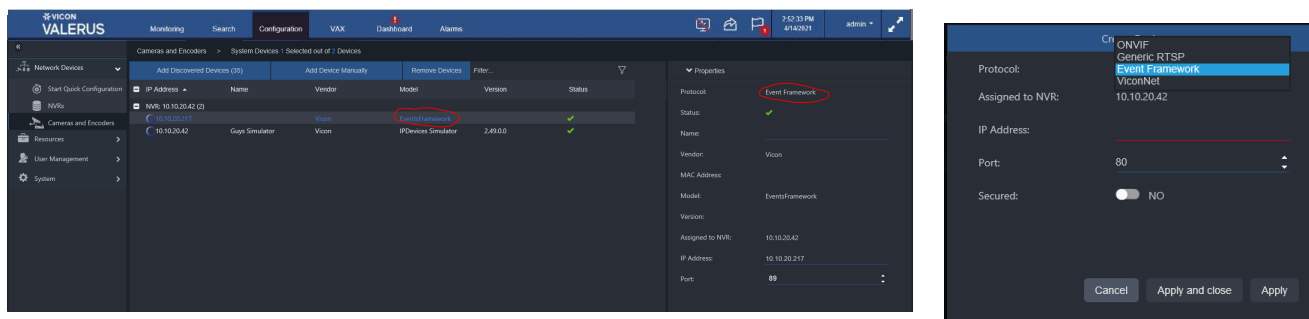 VICON
VALERUS
Monitoring Search Configuration VAX Dashboard Alarms
2:52:33 PM
4/14/2021
admin
Cameras and Encoders > System Devices 1 Selected out of 2 Devices
Network Devices
Start Quick Configuration
NVRs
Cameras and Encoders
Resources
User Management
System
Add Discovered Devices (35) Add Device Manually Remove Devices Filter...
IP Address Name Vendor Model Version Status
NVR: 10.10.20.42 (2)
10.10.20.217 Vicon EventsFramework
10.10.20.42 Guys Simulator Vicon IPDevices Simulator 2.49.0.0
Properties
Protocol: Event Framework
Status:
Name:
Vendor: Vicon
MAC Address:
Model: EventsFramework
Version:
Assigned to NVR: 10.10.20.42
IP Address: 10.10.20.217
Port: 89
ONVIF
Generic RTSP
Protocol: Event Framework
ViconNet
Assigned to NVR: 10.10.20.42
IP Address:
Port: 80
Secured: NO
Cancel Apply and close Apply